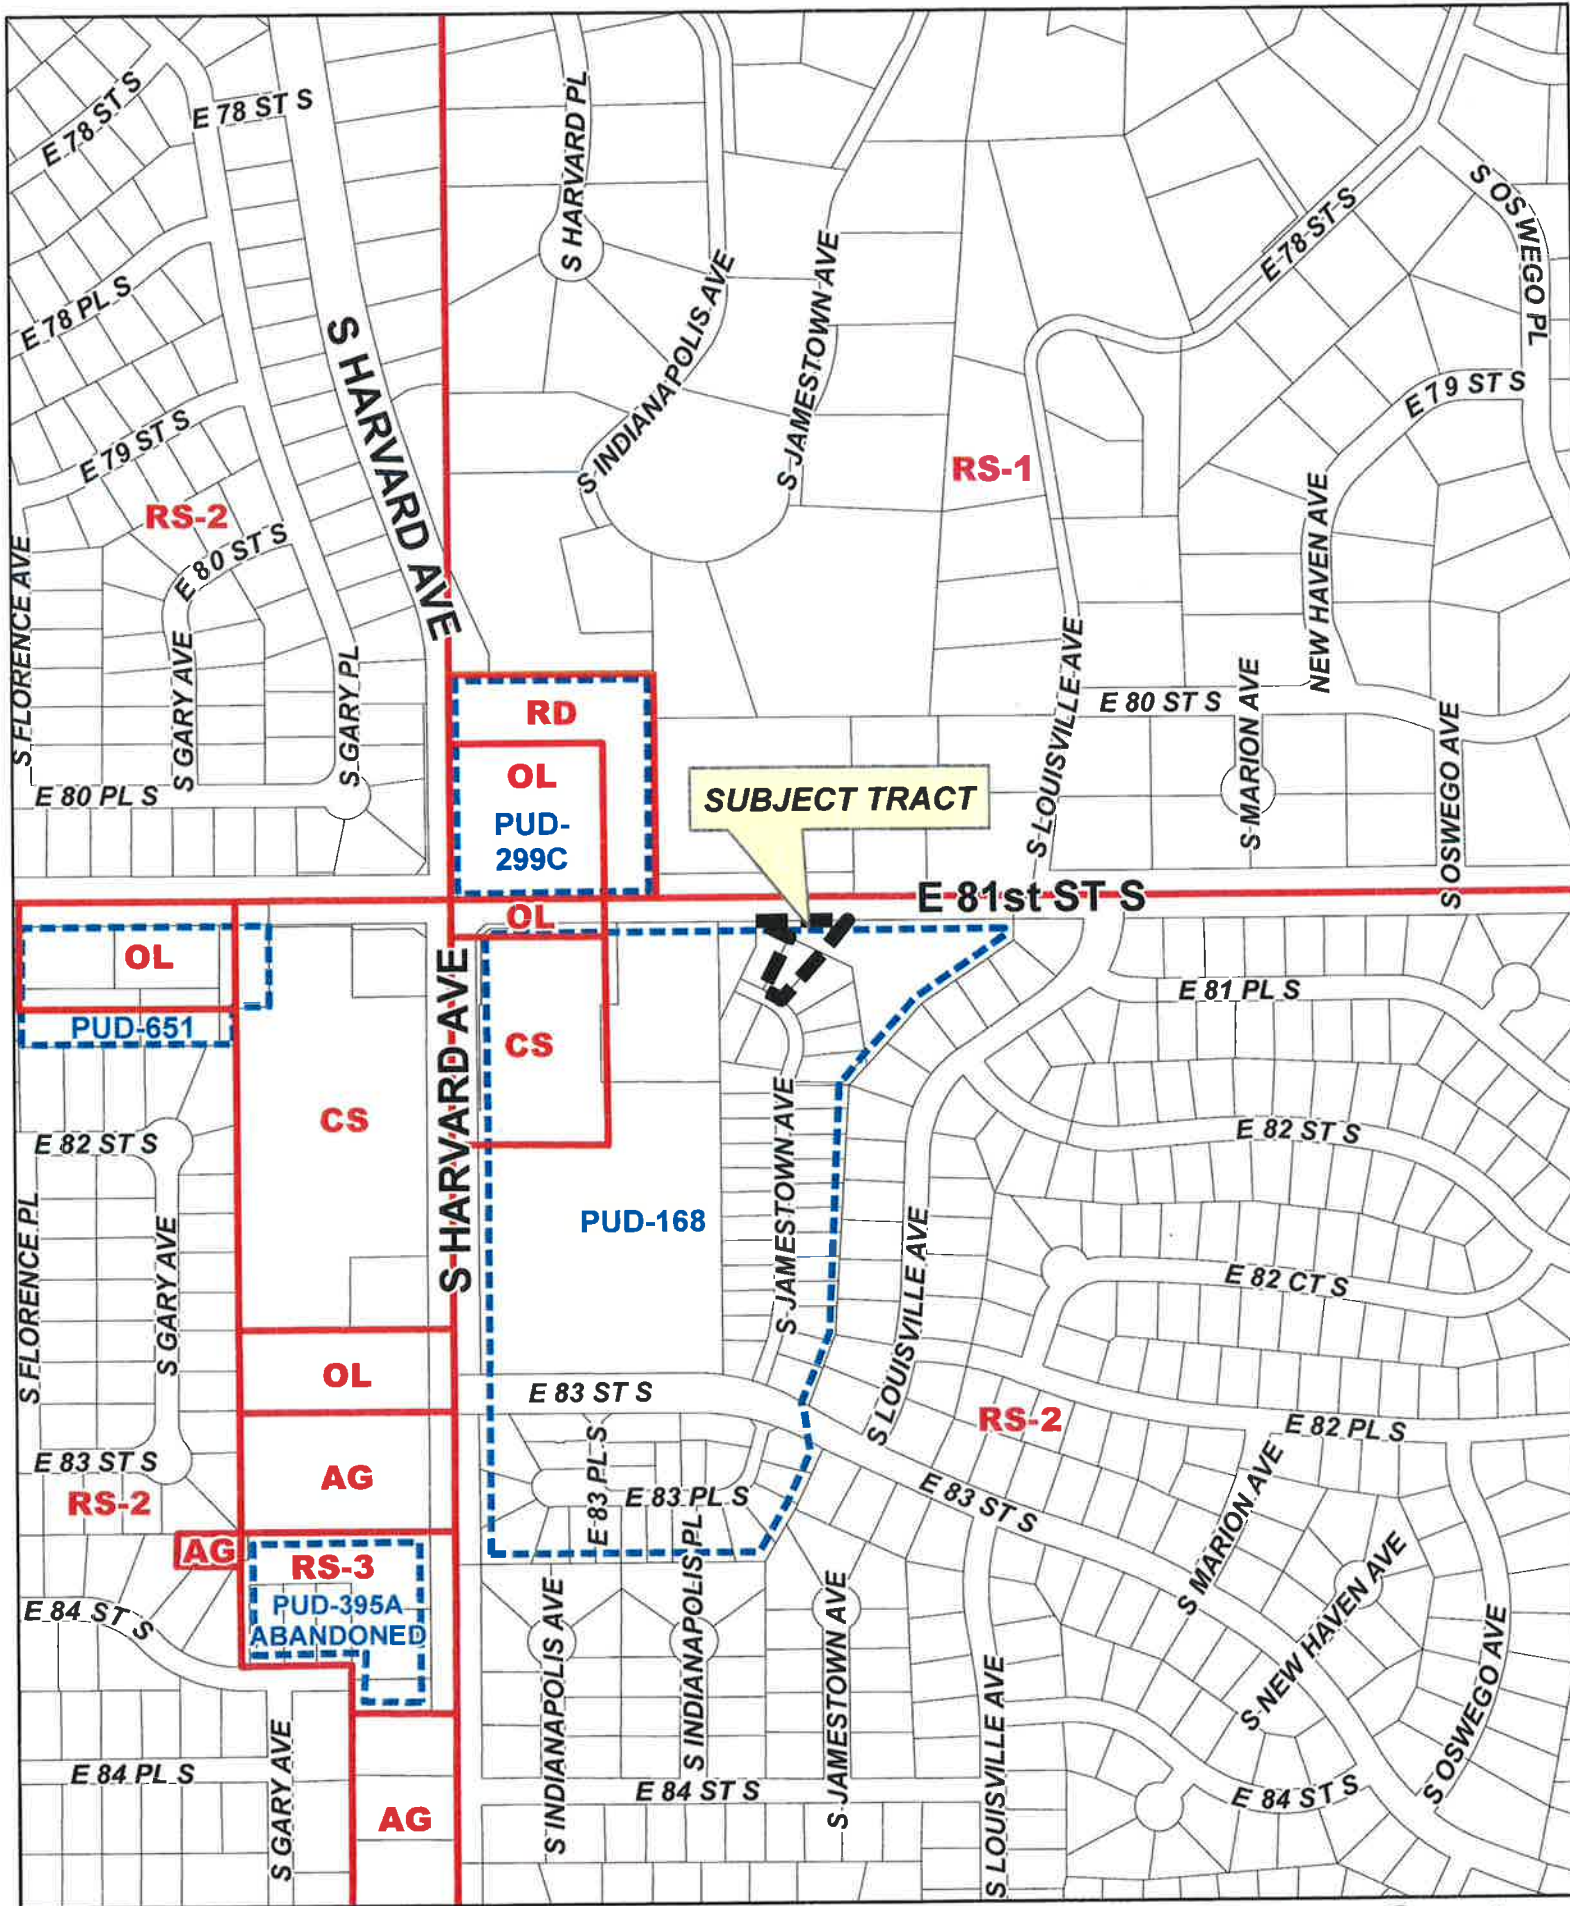 E 78 ST S
E 78 ST S
S HARVARD PL
S OSWEGO PL
E 78 ST S
E 78 PL S
S INDIANAPOLIS AVE
S JAMESTOWN AVE
S HARVARD AVE
E 79 ST S
E 79 ST S
RS-1
RS-2
E 80 ST S
S FLORENCE AVE
NEW HAVEN AVE
S GARY AVE
S GARY PL
S LOUISVILLE AVE
S MARION AVE
E 80 ST S
RD
OL
PUD-
299C
E 80 PL S
SUBJECT TRACT
S OSWEGO AVE
E 81st ST S
OL
OL
S HARVARD AVE
PUD-651
CS
E 81 PL S
CS
E 82 ST S
E 82 ST S
S JAMESTOWN AVE
S FLORENCE PL
S GARY AVE
PUD-168
S LOUISVILLE AVE
E 82 CT S
OL
E 83 ST S
RS-2
E 82 PL S
E 83 ST S
AG
E 83 PL S
E 83 PL S
E 83 ST S
RS-2
S MARION AVE
AG
RS-3
S NEW HAVEN AVE
PUD-395A
ABANDONED
E 84 ST S
S INDIANAPOLIS AVE
S INDIANAPOLIS PL
S JAMESTOWN AVE
S LOUISVILLE AVE
S OSWEGO AVE
S GARY AVE
E 84 PL S
E 84 ST S
E 84 ST S
AG